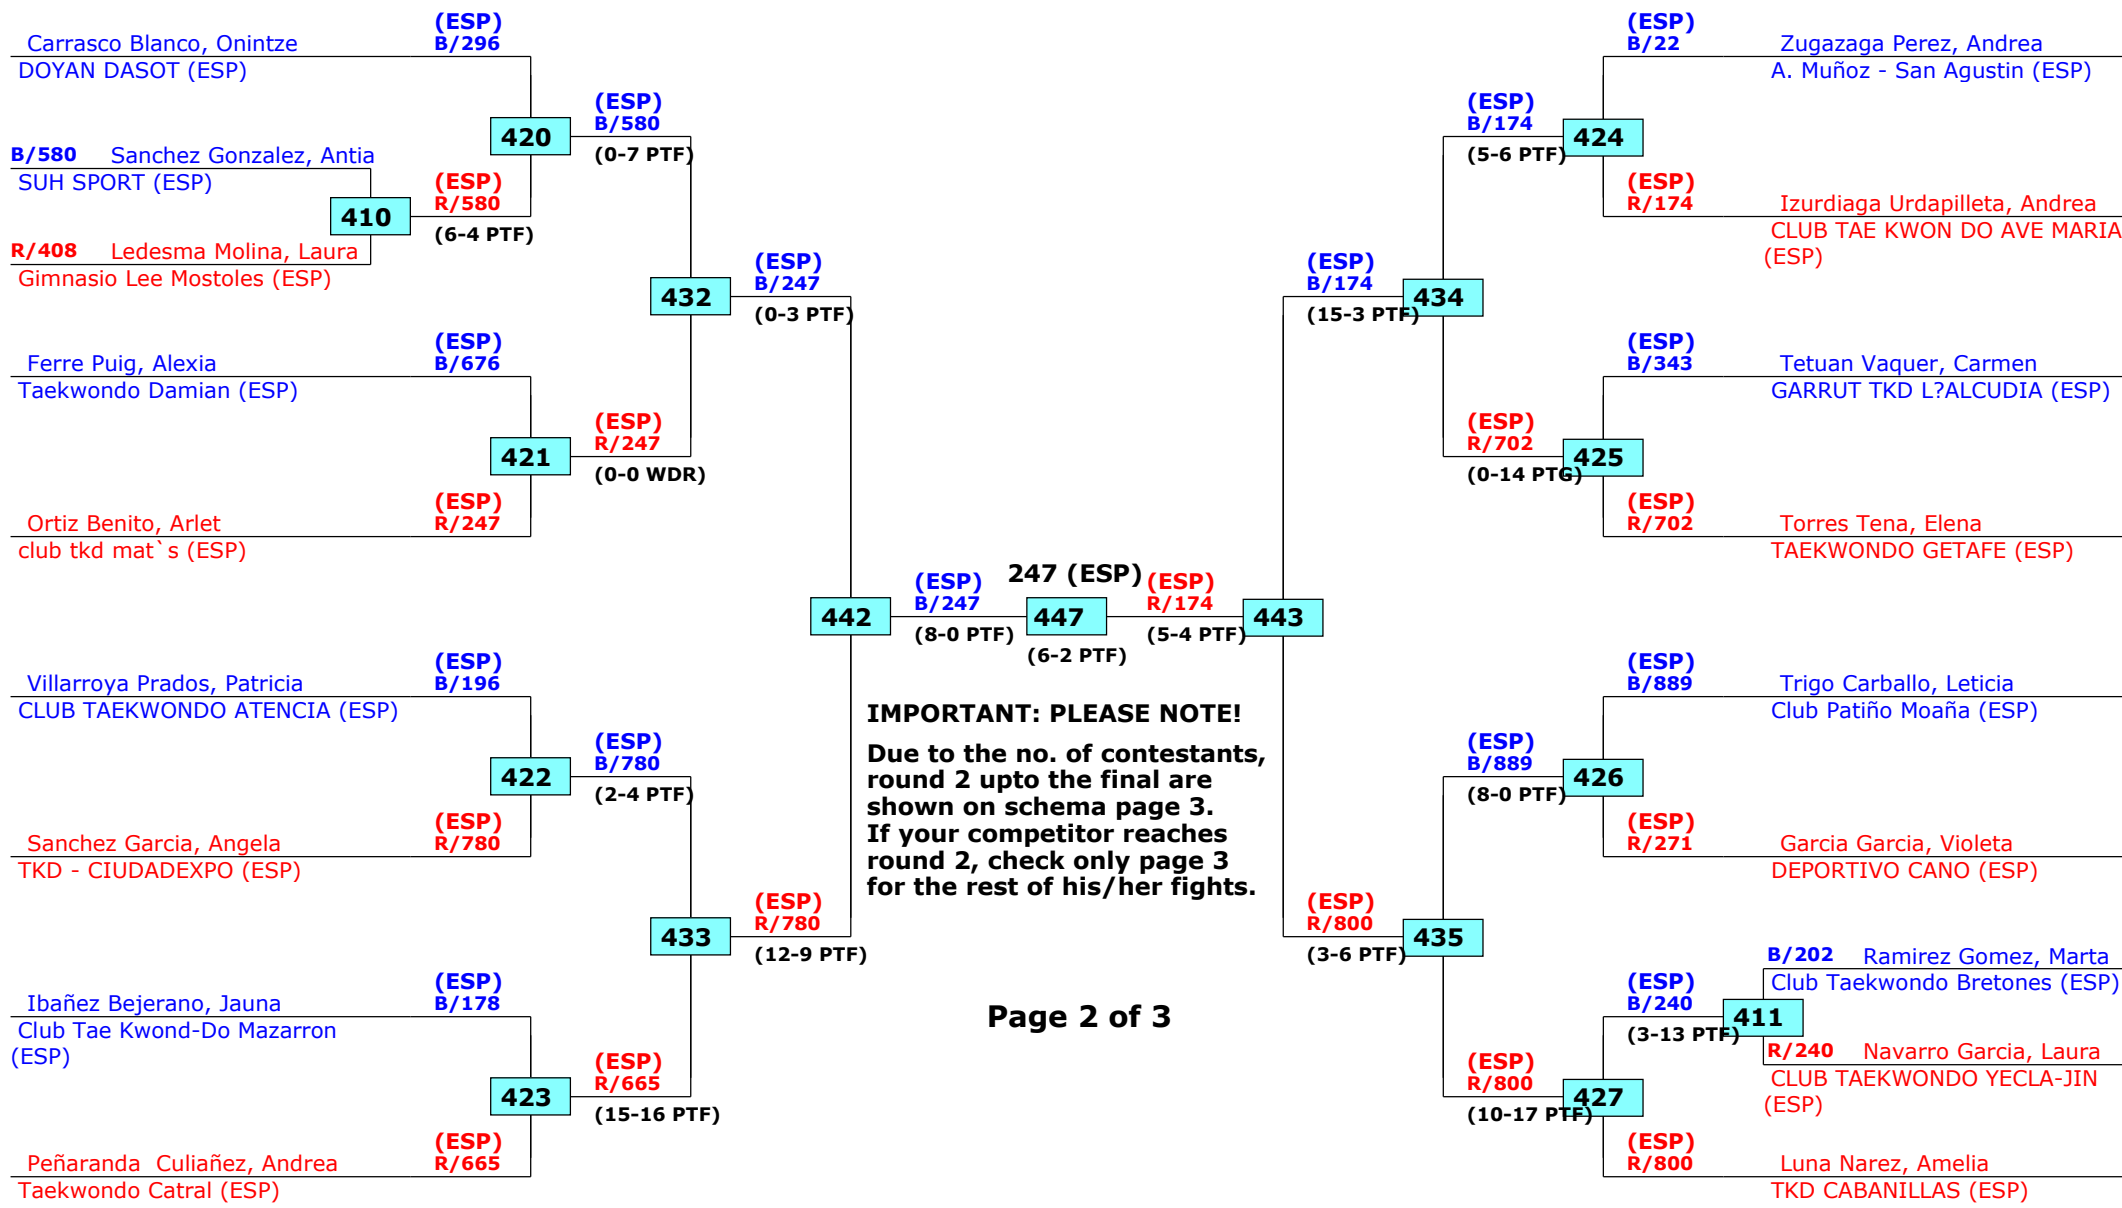 (ESP)
B/296
Carrasco Blanco, Onintze
DOYAN DASOT (ESP)
(ESP)
B/580
420
(0-7 PTF)
B/580 Sanchez Gonzalez, Antia
SUH SPORT (ESP)
(ESP)
R/580
410
(6-4 PTF)
R/408 Ledesma Molina, Laura
Gimnasio Lee Mostoles (ESP)
(ESP)
B/247
432
(0-3 PTF)
(ESP)
B/676
Ferre Puig, Alexia
Taekwondo Damian (ESP)
(ESP)
R/247
421
(0-0 WDR)
(ESP)
R/247
Ortiz Benito, Arlet
club tkd mat`s (ESP)
(ESP)
B/247
442
(8-0 PTF)
247 (ESP)
447
(6-2 PTF)
(ESP)
R/174
443
(5-4 PTF)
(ESP)
B/196
Villarroya Prados, Patricia
CLUB TAEKWONDO ATENCIA (ESP)
(ESP)
B/780
422
(2-4 PTF)
(ESP)
R/780
Sanchez Garcia, Angela
TKD - CIUDADEXPO (ESP)
(ESP)
R/780
433
(12-9 PTF)
(ESP)
B/178
Ibañez Bejerano, Jauna
Club Tae Kwond-Do Mazarron
(ESP)
(ESP)
R/665
423
(15-16 PTF)
(ESP)
R/665
Peñaranda  Culiañez, Andrea
Taekwondo Catral (ESP)
IMPORTANT: PLEASE NOTE!
Due to the no. of contestants,
round 2 upto the final are
shown on schema page 3.
If your competitor reaches
round 2, check only page 3
for the rest of his/her fights.
Page 2 of 3
(ESP)
B/22
Zugazaga Perez, Andrea
A. Muñoz - San Agustin (ESP)
(ESP)
B/174
424
(5-6 PTF)
(ESP)
R/174
Izurdiaga Urdapilleta, Andrea
CLUB TAE KWON DO AVE MARIA
(ESP)
(ESP)
B/174
434
(15-3 PTF)
(ESP)
B/343
Tetuan Vaquer, Carmen
GARRUT TKD L?ALCUDIA (ESP)
(ESP)
R/702
425
(0-14 PTG)
(ESP)
R/702
Torres Tena, Elena
TAEKWONDO GETAFE (ESP)
(ESP)
B/889
Trigo Carballo, Leticia
Club Patiño Moaña (ESP)
(ESP)
B/889
426
(8-0 PTF)
(ESP)
R/271
Garcia Garcia, Violeta
DEPORTIVO CANO (ESP)
(ESP)
R/800
435
(3-6 PTF)
B/202 Ramirez Gomez, Marta
Club Taekwondo Bretones (ESP)
(ESP)
B/240
411
(3-13 PTF)
R/240 Navarro Garcia, Laura
CLUB TAEKWONDO YECLA-JIN
(ESP)
(ESP)
R/800
427
(10-17 PTF)
(ESP)
R/800
Luna Narez, Amelia
TKD CABANILLAS (ESP)